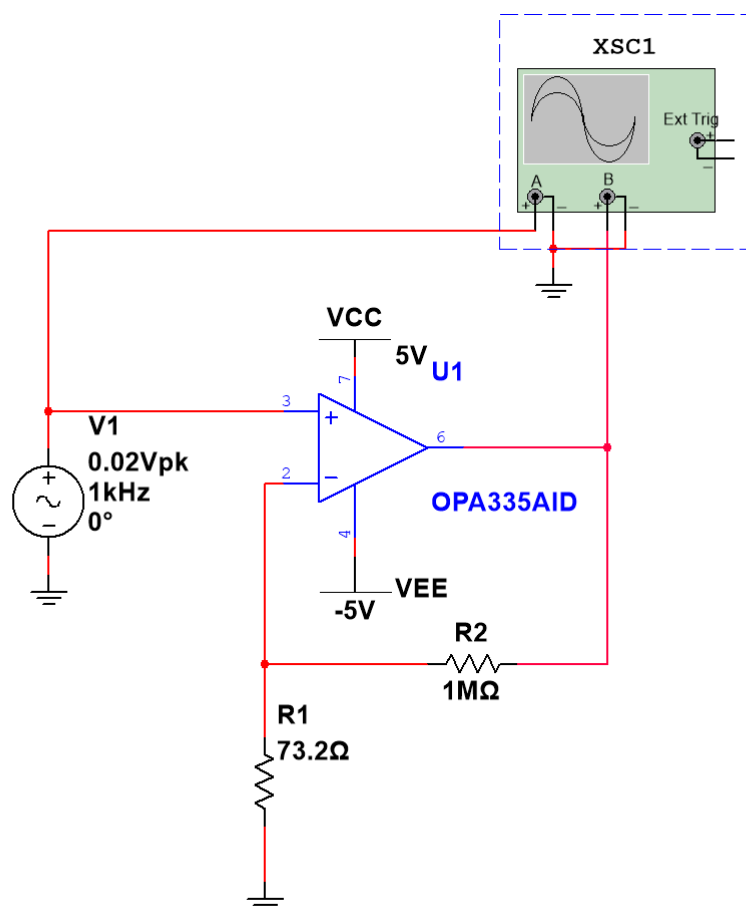 XSC1
Ext Trig
+
−
A
B
+ − + −
VCC
5V
U1
7
3
+
6
2
−
OPA335AID
4
VEE
-5V
V1
0.02Vpk
1kHz
0°
+
−
R2
1MΩ
R1
73.2Ω